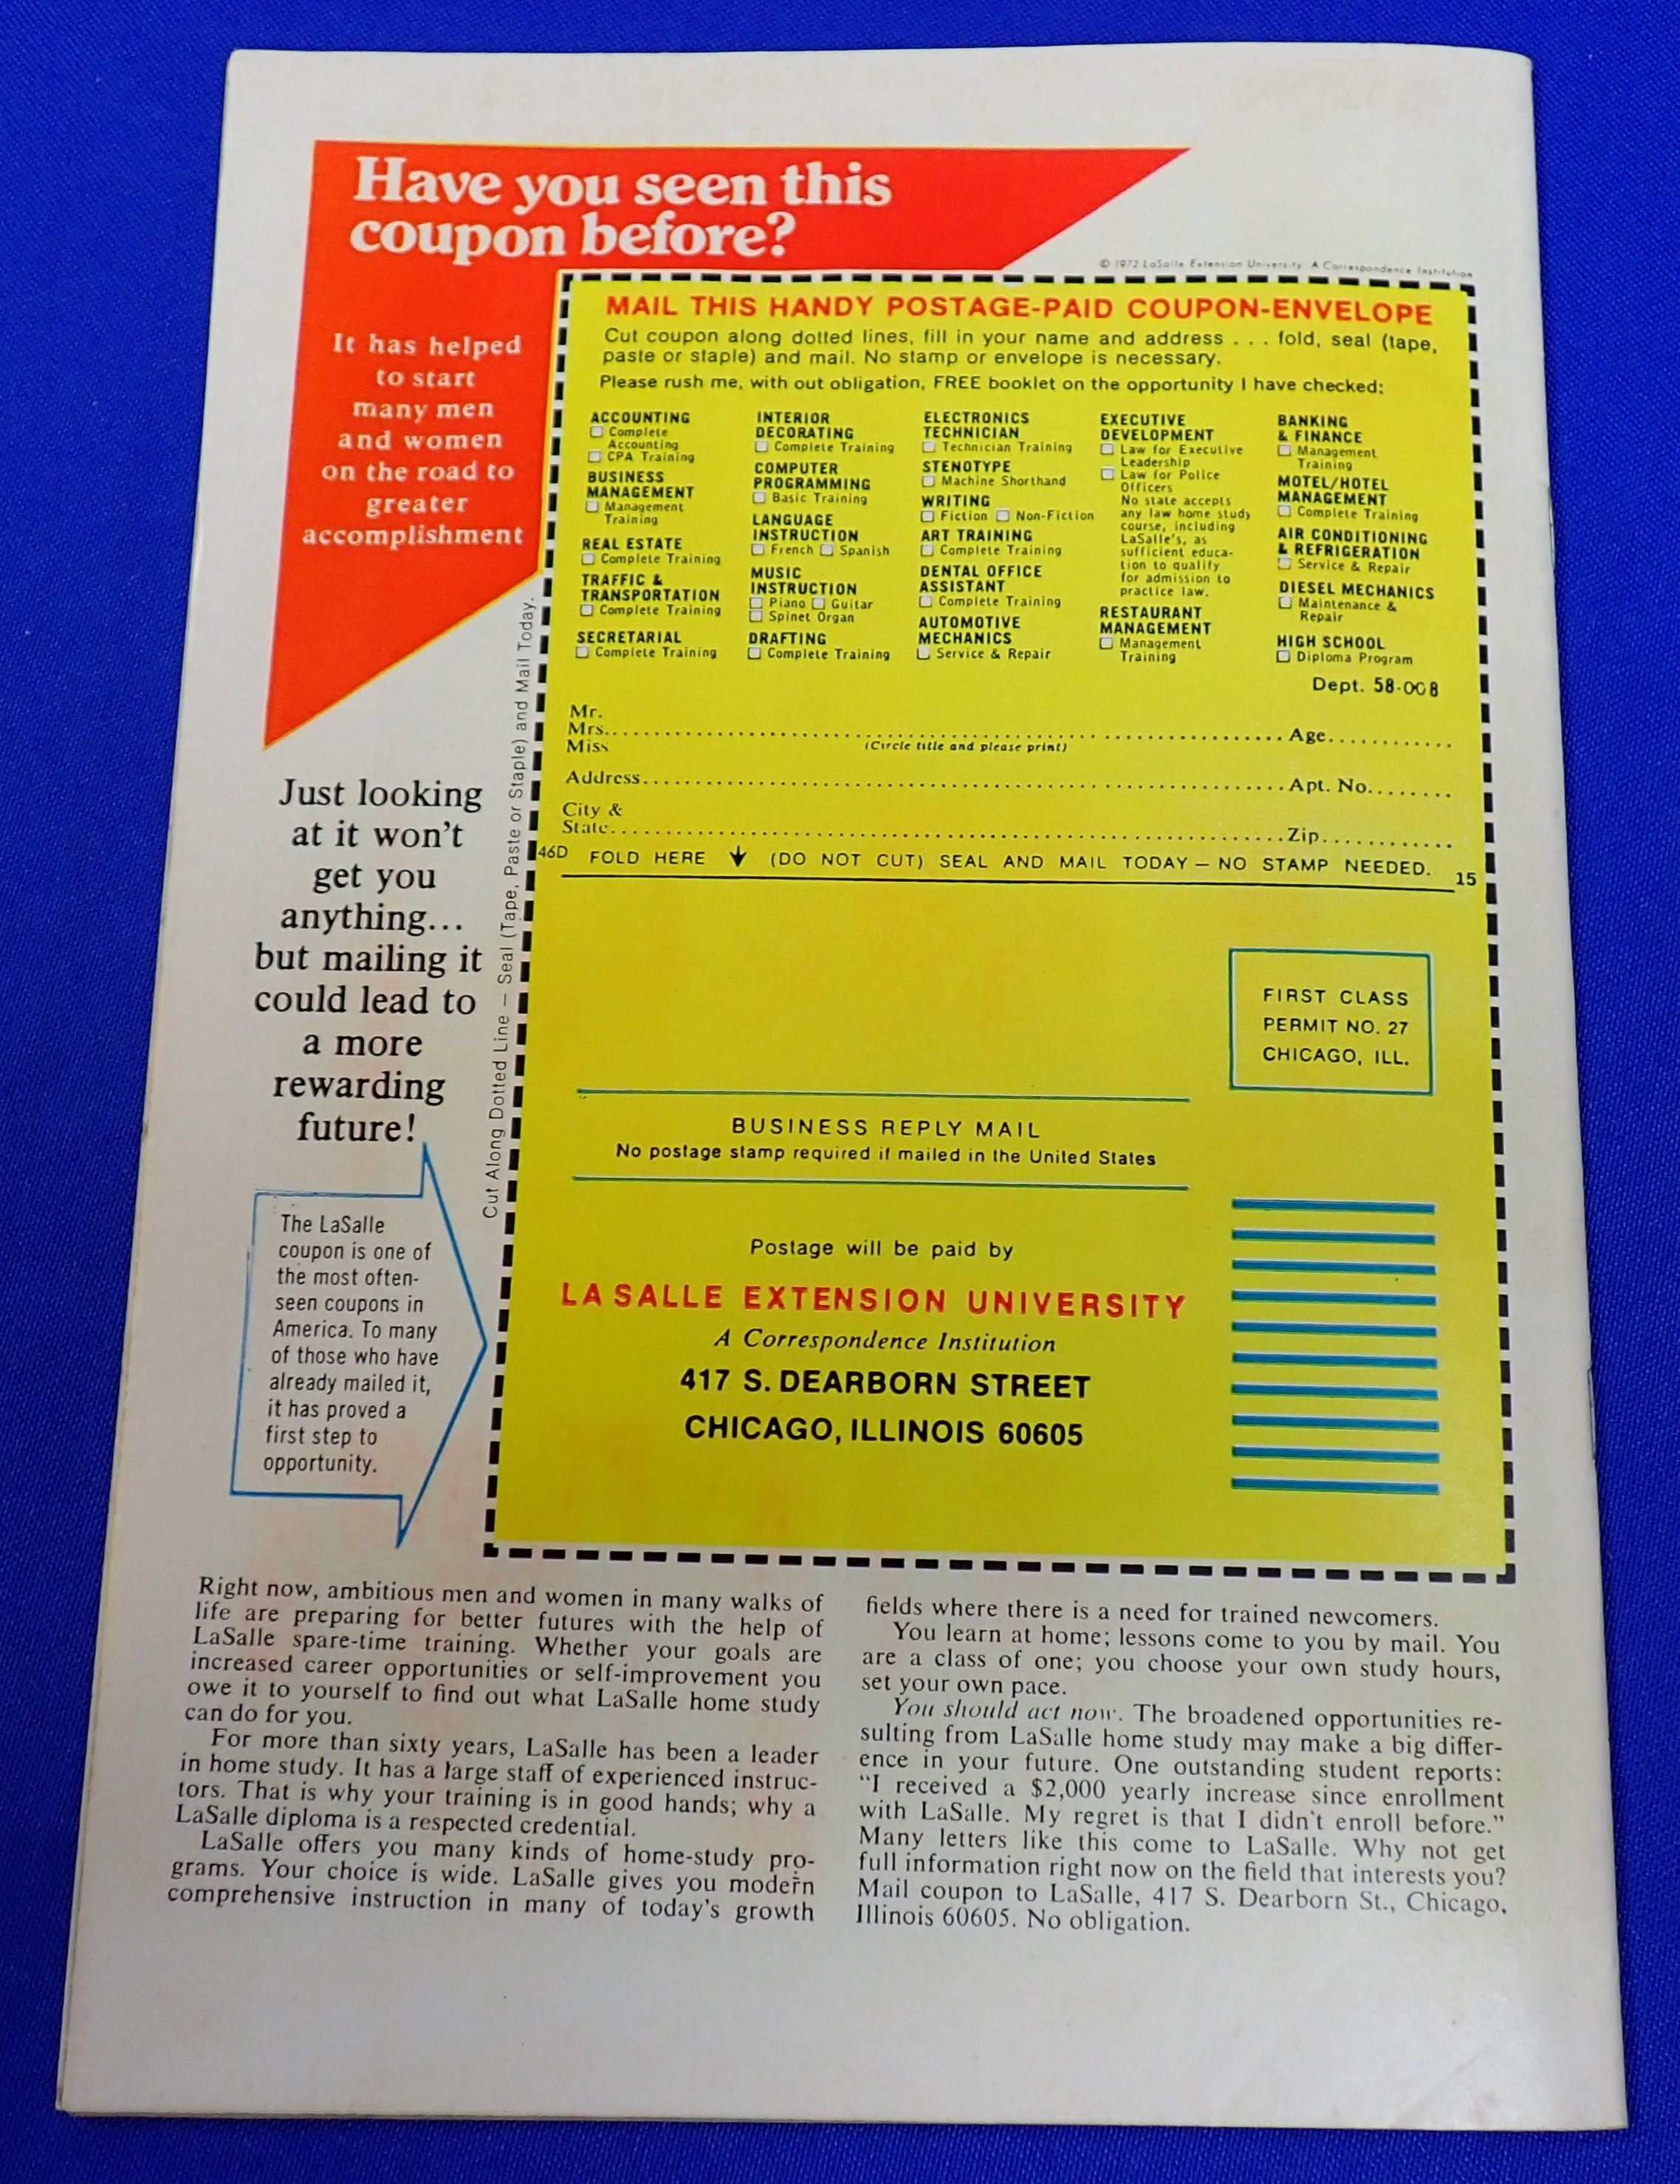 Have you seen this
coupon before?
It has helped
to start
many men
and women
on the road to
greater
accomplishment
Just looking
at it won't
get you
anything...
but mailing it
could lead to
a more
rewarding
future!
The LaSalle
coupon is one of
the most often-
seen coupons in
America. To many
of those who have
already mailed it,
it has proved a
first step to
opportunity.
Cut Along Dotted Line — Seal (Tape, Paste or Staple) and Mail Today.
© 1972 LaSalle Extension University A Correspondence Institution
MAIL THIS HANDY POSTAGE-PAID COUPON-ENVELOPE
Cut coupon along dotted lines, fill in your name and address . . . fold, seal (tape,
paste or staple) and mail. No stamp or envelope is necessary.
Please rush me, with out obligation, FREE booklet on the opportunity I have checked:
ACCOUNTING
Complete
Accounting
CPA Training
BUSINESS
MANAGEMENT
Management
Training
REAL ESTATE
Complete Training
TRAFFIC &
TRANSPORTATION
Complete Training
SECRETARIAL
Complete Training
INTERIOR
DECORATING
Complete Training
COMPUTER
PROGRAMMING
Basic Training
LANGUAGE
INSTRUCTION
French Spanish
MUSIC
INSTRUCTION
Piano Guitar
Spinet Organ
DRAFTING
Complete Training
ELECTRONICS
TECHNICIAN
Technician Training
STENOTYPE
Machine Shorthand
WRITING
Fiction Non-Fiction
ART TRAINING
Complete Training
DENTAL OFFICE
ASSISTANT
Complete Training
AUTOMOTIVE
MECHANICS
Service & Repair
EXECUTIVE
DEVELOPMENT
Law for Executive
Leadership
Law for Police
Officers
No state accepts
any law home study
course, including
LaSalle's, as
sufficient educa-
tion to qualify
for admission to
practice law.
RESTAURANT
MANAGEMENT
Management
Training
BANKING
& FINANCE
Management
Training
MOTEL/HOTEL
MANAGEMENT
Complete Training
AIR CONDITIONING
& REFRIGERATION
Service & Repair
DIESEL MECHANICS
Maintenance &
Repair
HIGH SCHOOL
Diploma Program
Dept. 58-008
Mr.
Mrs. Age
Miss (Circle title and please print)
Address Apt. No.
City &
State Zip
46D FOLD HERE (DO NOT CUT) SEAL AND MAIL TODAY — NO STAMP NEEDED. 15
FIRST CLASS
PERMIT NO. 27
CHICAGO, ILL.
BUSINESS REPLY MAIL
No postage stamp required if mailed in the United States
Postage will be paid by
LA SALLE EXTENSION UNIVERSITY
A Correspondence Institution
417 S. DEARBORN STREET
CHICAGO, ILLINOIS 60605
Right now, ambitious men and women in many walks of
life are preparing for better futures with the help of
LaSalle spare-time training. Whether your goals are
increased career opportunities or self-improvement you
owe it to yourself to find out what LaSalle home study
can do for you.
For more than sixty years, LaSalle has been a leader
in home study. It has a large staff of experienced instruc-
tors. That is why your training is in good hands; why a
LaSalle diploma is a respected credential.
LaSalle offers you many kinds of home-study pro-
grams. Your choice is wide. LaSalle gives you modern
comprehensive instruction in many of today's growth
fields where there is a need for trained newcomers.
You learn at home; lessons come to you by mail. You
are a class of one; you choose your own study hours,
set your own pace.
You should act now. The broadened opportunities re-
sulting from LaSalle home study may make a big differ-
ence in your future. One outstanding student reports:
"I received a $2,000 yearly increase since enrollment
with LaSalle. My regret is that I didn't enroll before."
Many letters like this come to LaSalle. Why not get
full information right now on the field that interests you?
Mail coupon to LaSalle, 417 S. Dearborn St., Chicago,
Illinois 60605. No obligation.